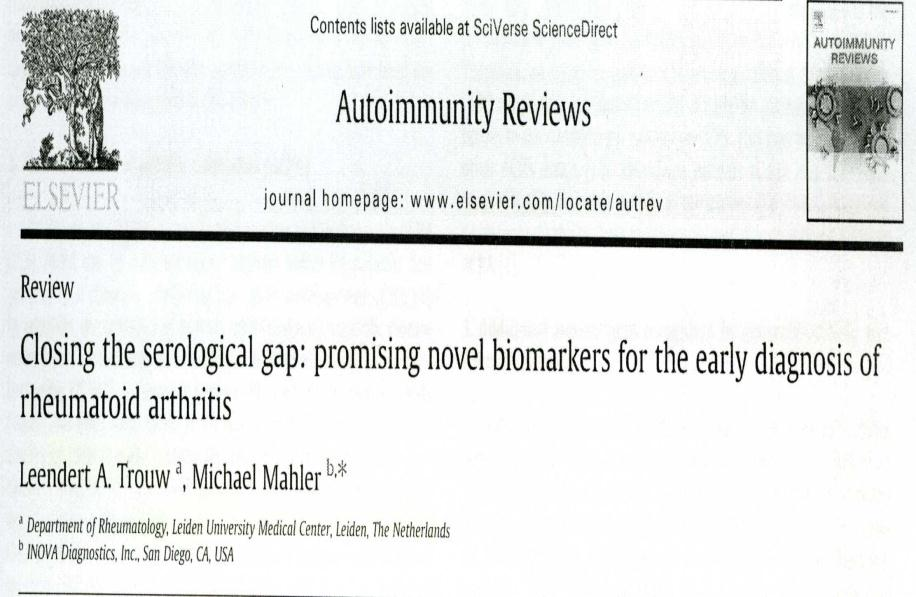 Contents lists available at SciVerse ScienceDirect
Autoimmunity Reviews
journal homepage: www.elsevier.com/locate/autrev
ELSEVIER
AUTOIMMUNITY
REVIEWS
Review
Closing the serological gap: promising novel biomarkers for the early diagnosis of
rheumatoid arthritis
Leendert A. Trouw a, Michael Mahler b,*
a Department of Rheumatology, Leiden University Medical Center, Leiden, The Netherlands
b INOVA Diagnostics, Inc., San Diego, CA, USA